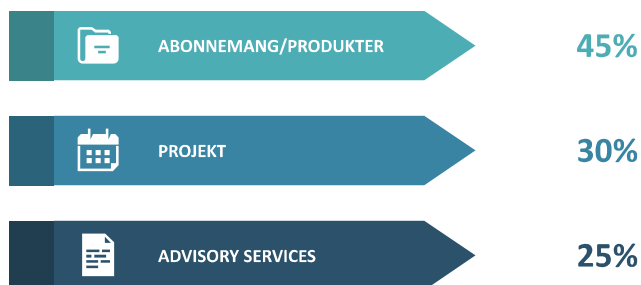 ABONNEMANG/PRODUKTER 45%
PROJEKT 30%
ADVISORY SERVICES 25%